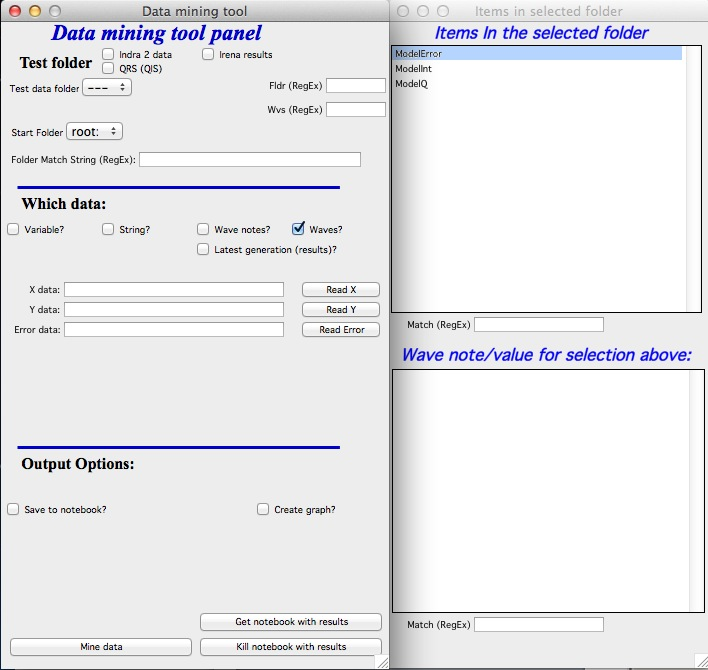 Data mining tool
Data mining tool panel
Test folder
Indra 2 data
Irena results
QRS (QIS)
Test data folder
---
Fldr (RegEx)
Wvs (RegEx)
Start Folder
root:
Folder Match String (RegEx):
Which data:
Variable?
String?
Wave notes?
Waves?
Latest generation (results)?
X data:
Read X
Y data:
Read Y
Error data:
Read Error
Output Options:
Save to notebook?
Create graph?
Get notebook with results
Mine data
Kill notebook with results
Items in selected folder
Items In the selected folder
ModelError
ModelInt
ModelQ
Match (RegEx)
Wave note/value for selection above:
Match (RegEx)